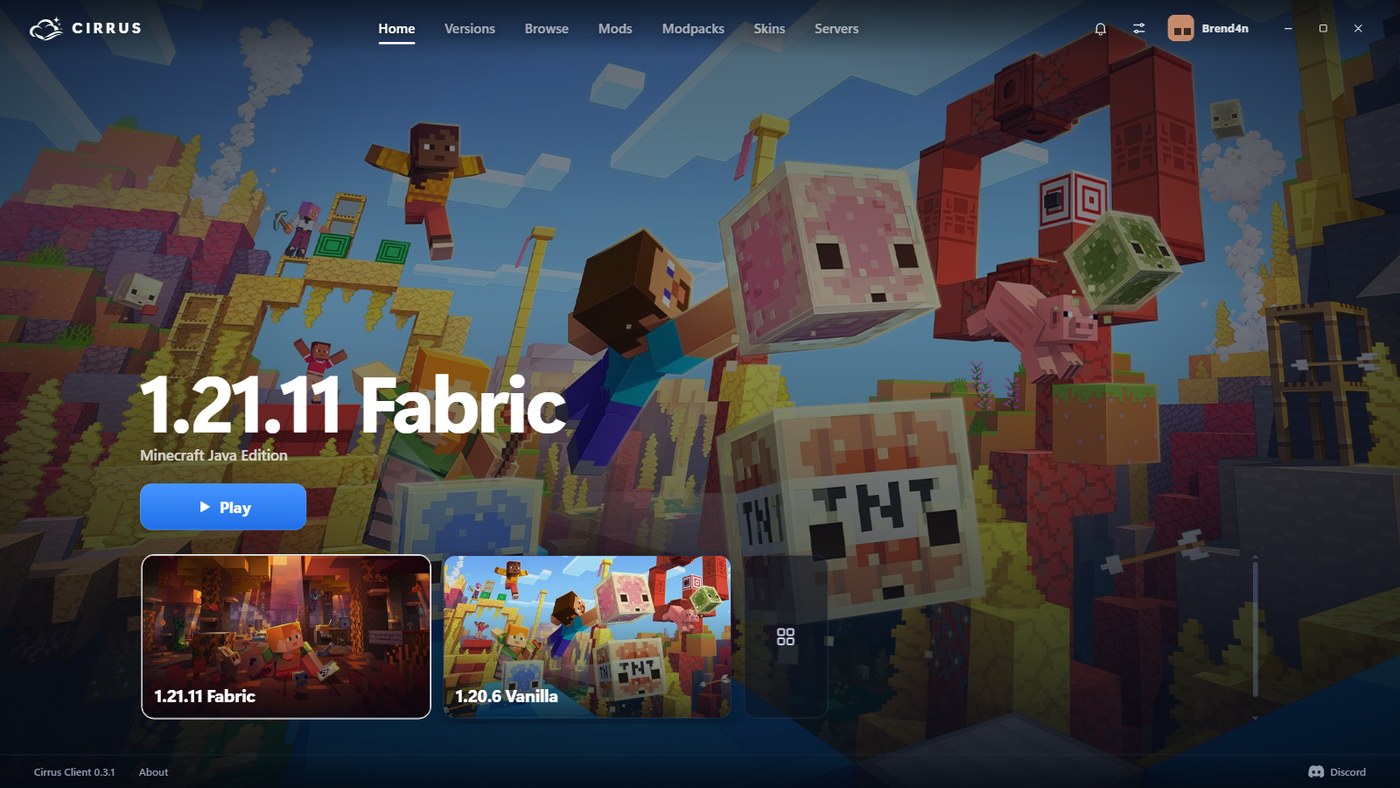 CIRRUS
Home
Versions
Browse
Mods
Modpacks
Skins
Servers
Brend4n
1.21.11 Fabric
Minecraft Java Edition
Play
TNT
TNT
1.21.11 Fabric
TNT
1.20.6 Vanilla
Cirrus Client 0.3.1
About
Discord